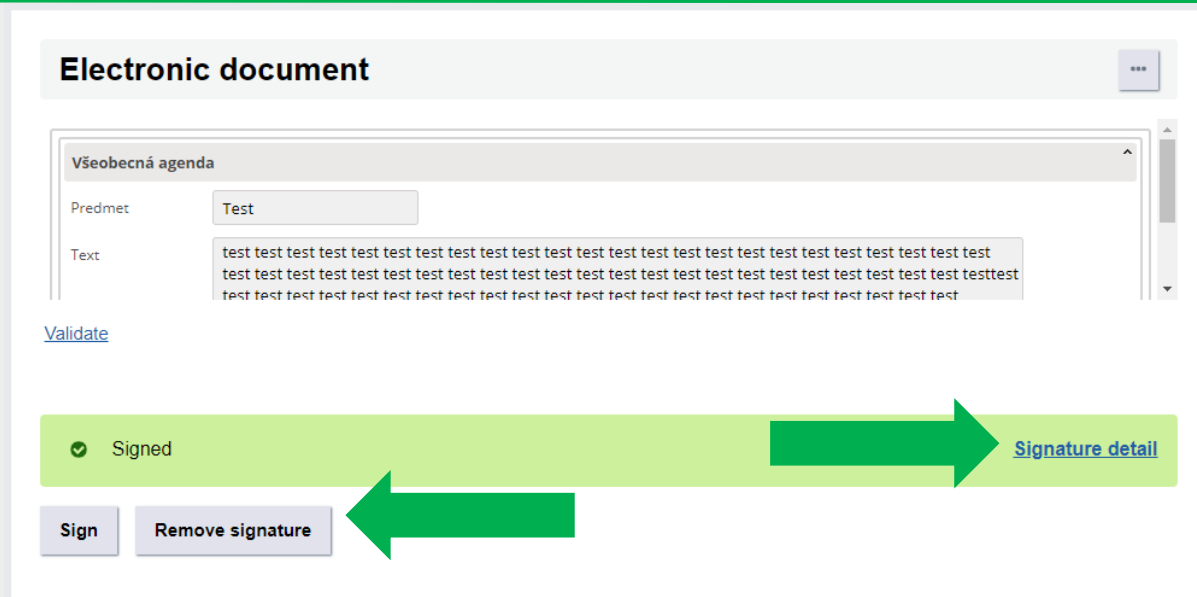 Electronic document
Všeobecná agenda
Predmet
Test
Text
test test test test test test test test test test test test test test test test test test test test test test test test
test test test test test test test test test test test test test test test test test test test test test test test testtest
test test test test test test test test test test test test test test test test test test test test test test test
Validate
Signed
Signature detail
Sign
Remove signature